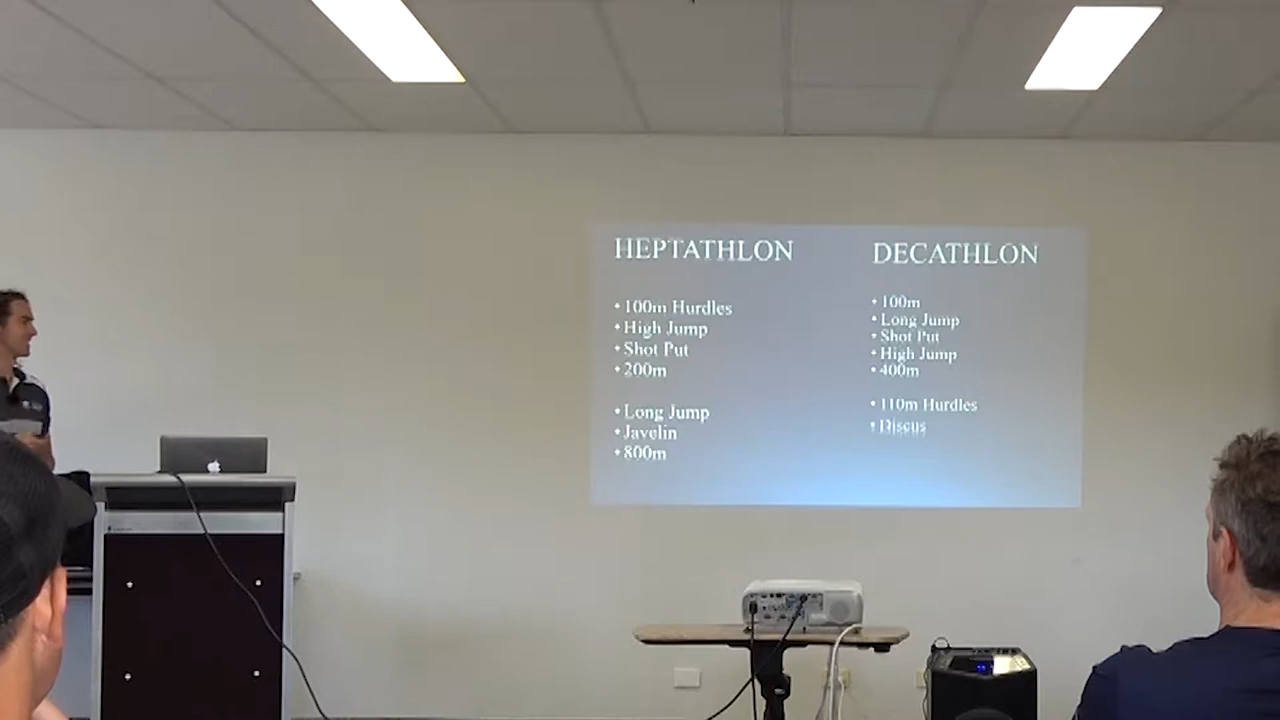 HEPTATHLON
• 100m Hurdles
• High Jump
• Shot Put
• 200m
• Long Jump
• Javelin
• 800m
DECATHLON
• 100m
• Long Jump
• Shot Put
• High Jump
• 400m
• 110m Hurdles
• Discus